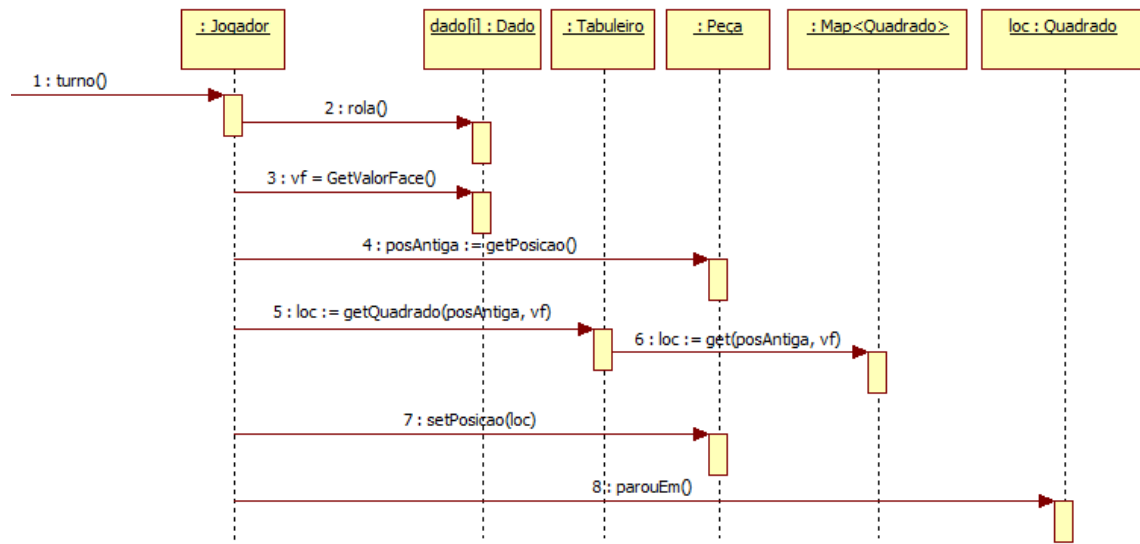 : Jogador
dado[i] : Dado
: Tabuleiro
: Peça
: Map<Quadrado>
loc : Quadrado
1 : turno()
2 : rola()
3 : vf = GetValorFace()
4 : posAntiga := getPosicao()
5 : loc := getQuadrado(posAntiga, vf)
6 : loc := get(posAntiga, vf)
7 : setPosicao(loc)
8 : parouEm()